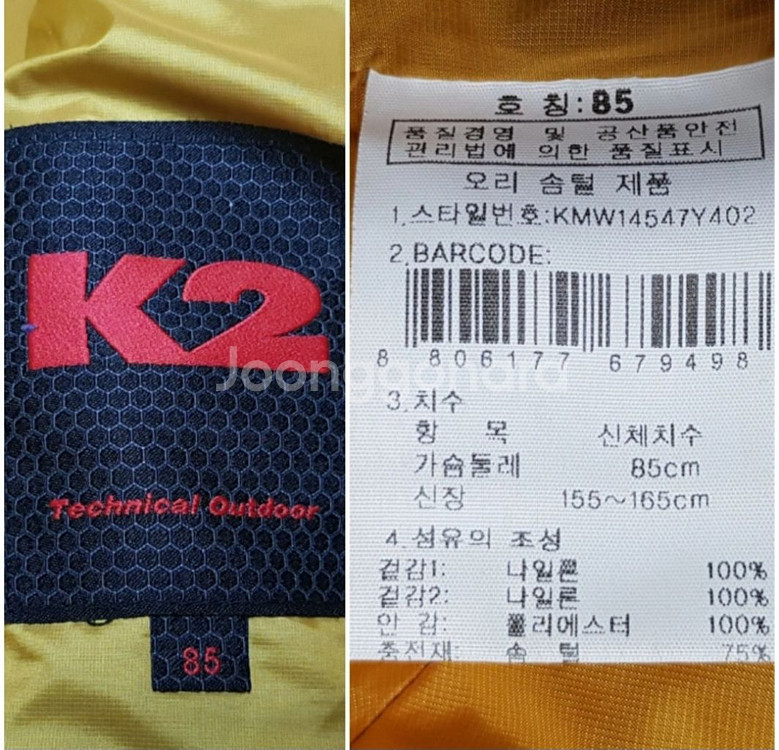 K2
Technical Outdoor
85
호 칭:85
품질경영 및 공산품안전
관리법에 의한 품질표시
오리 솜털 제품
1.스타일번호:KMW14547Y402
2.BARCODE:
8 806177 679498
3.치수
항 목 신체치수
가슴둘레 85cm
신장 155~165cm
4.섬유의 조성
겉감1: 나일론 100%
겉감2: 나일론 100%
안 감: 폴리에스터 100%
충전재: 솜 털 75%
Joonggonara